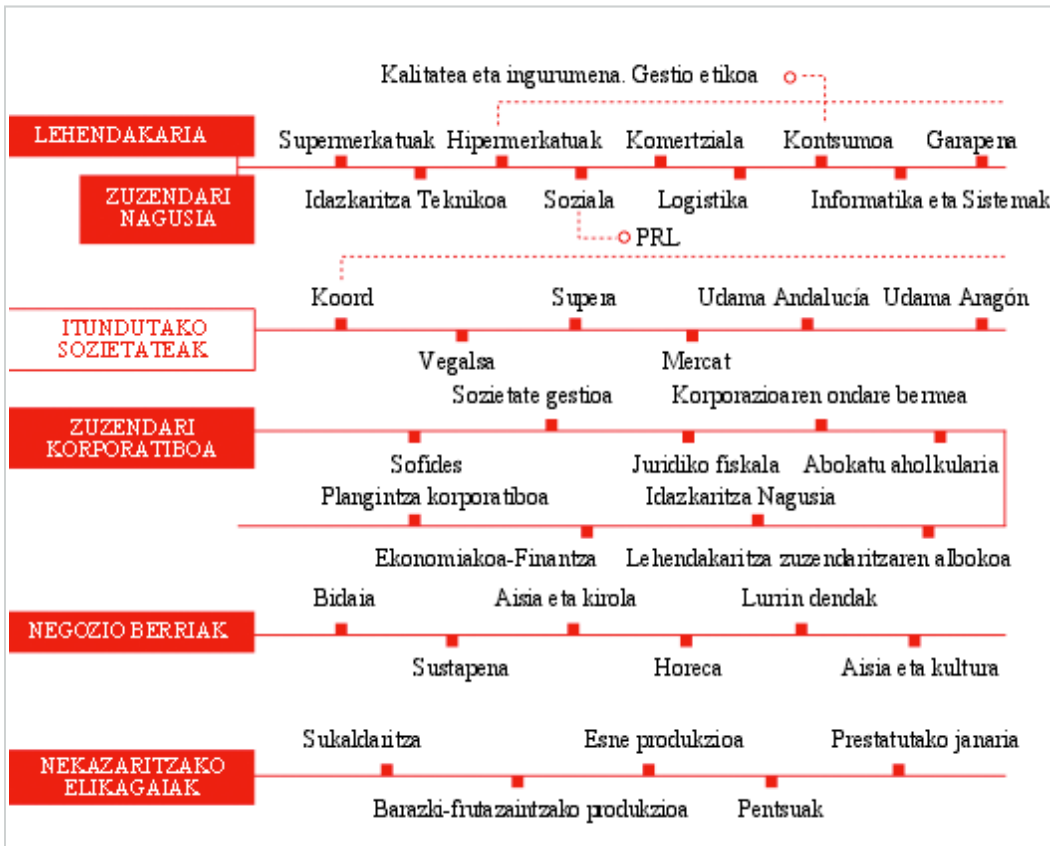 Kalitatea eta ingurumena. Gestio etikoa
LEHENDAKARIA
Supermerkatuak Hipermerkatuak Komertziala Kontsumoa Garapena
ZUZENDARI
NAGUSIA
Idazkaritza Teknikoa Soziala Logistika Informatika eta Sistemak
PRL
Koord Supera Udama Andalucía Udama Aragón
ITUNDUTAKO
SOZIETATEAK
Vegalsa Mercat
Sozietate gestioa Korporazioaren ondare bermea
ZUZENDARI
KORPORATIBOA
Sofides Juridiko fiskala Abokatu aholkularia
Plangintza korporatiboa Idazkaritza Nagusia
Ekonomiakoa-Finantza Lehendakaritza zuzendaritzaren albokoa
Bidaia Aisia eta kirola Lurrin dendak
NEGOZIO BERRIAK
Sustapena Horeca Aisia eta kultura
Sukaldaritza Esne produkzioa Prestatutako janaria
NEKAZARITZAKO
ELIKAGAIAK
Barazki-frutazaintzako produkzioa Pentsuak